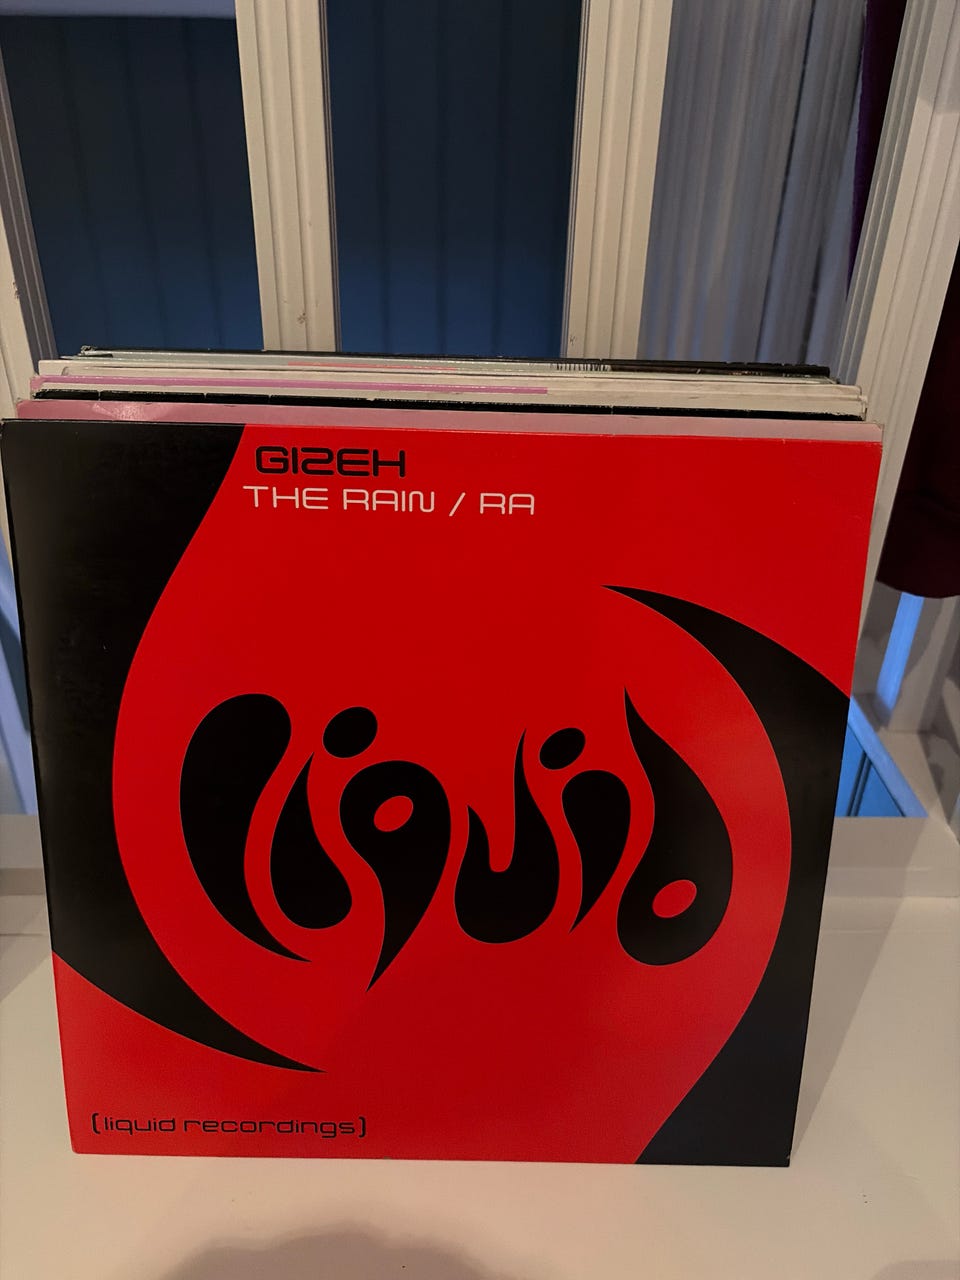 GIZEH
THE RAIN / RA
liquid
(liquid recordings)